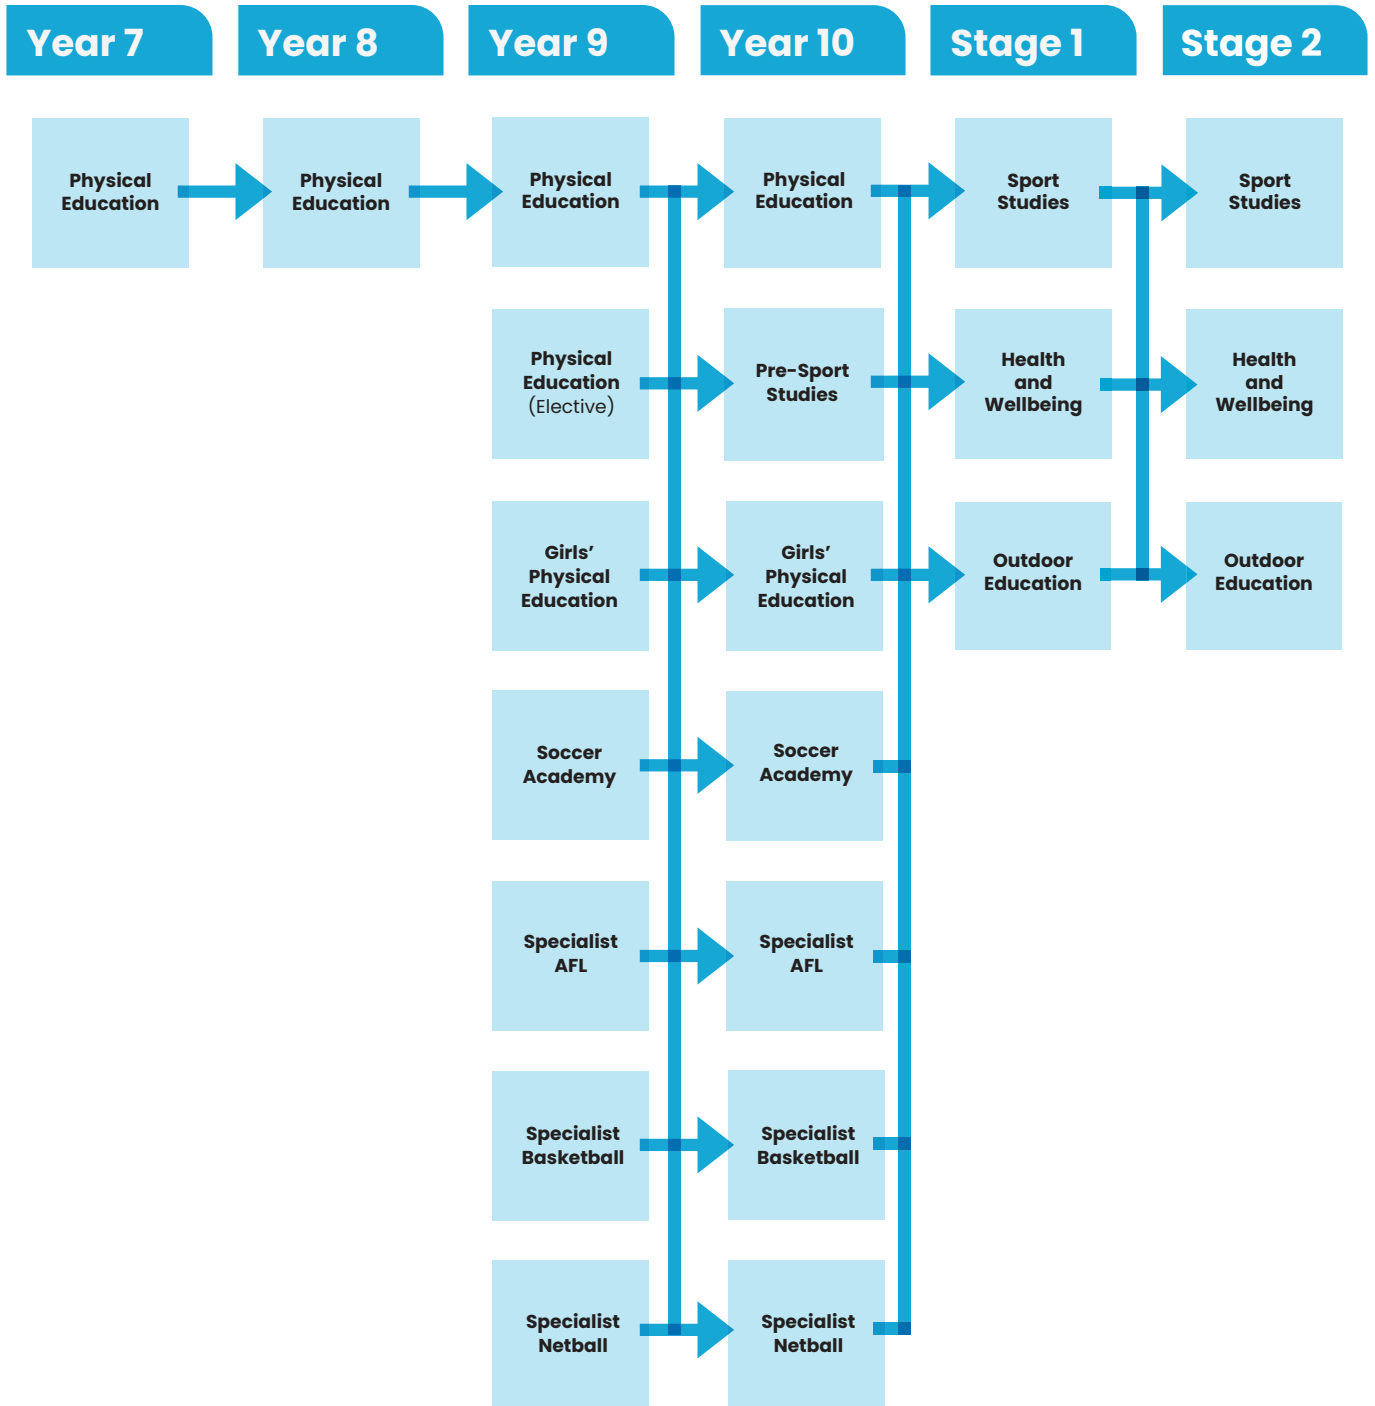 Year 7
Year 8
Year 9
Year 10
Stage 1
Stage 2
Physical
Education
Physical
Education
Physical
Education
Physical
Education
Sport
Studies
Sport
Studies
Physical
Education
(Elective)
Pre-Sport
Studies
Health
and
Wellbeing
Health
and
Wellbeing
Girls’
Physical
Education
Girls’
Physical
Education
Outdoor
Education
Outdoor
Education
Soccer
Academy
Soccer
Academy
Specialist
AFL
Specialist
AFL
Specialist
Basketball
Specialist
Basketball
Specialist
Netball
Specialist
Netball